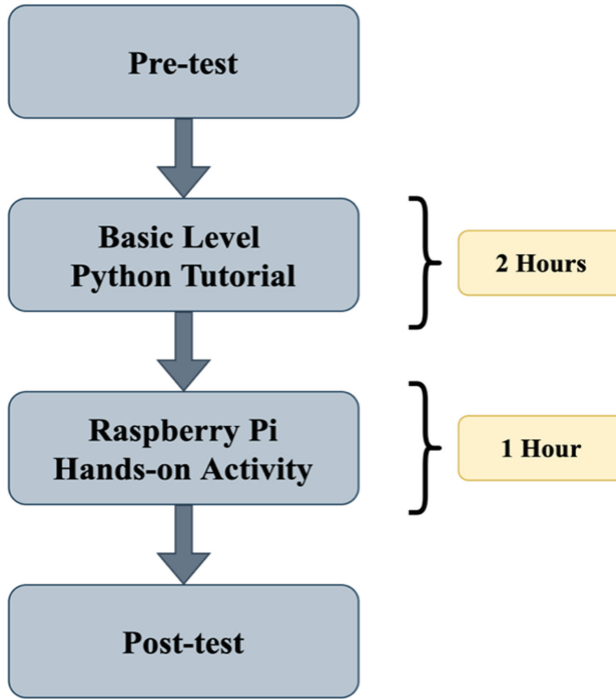 Pre-test
Basic Level
Python Tutorial
2 Hours
Raspberry Pi
Hands-on Activity
1 Hour
Post-test